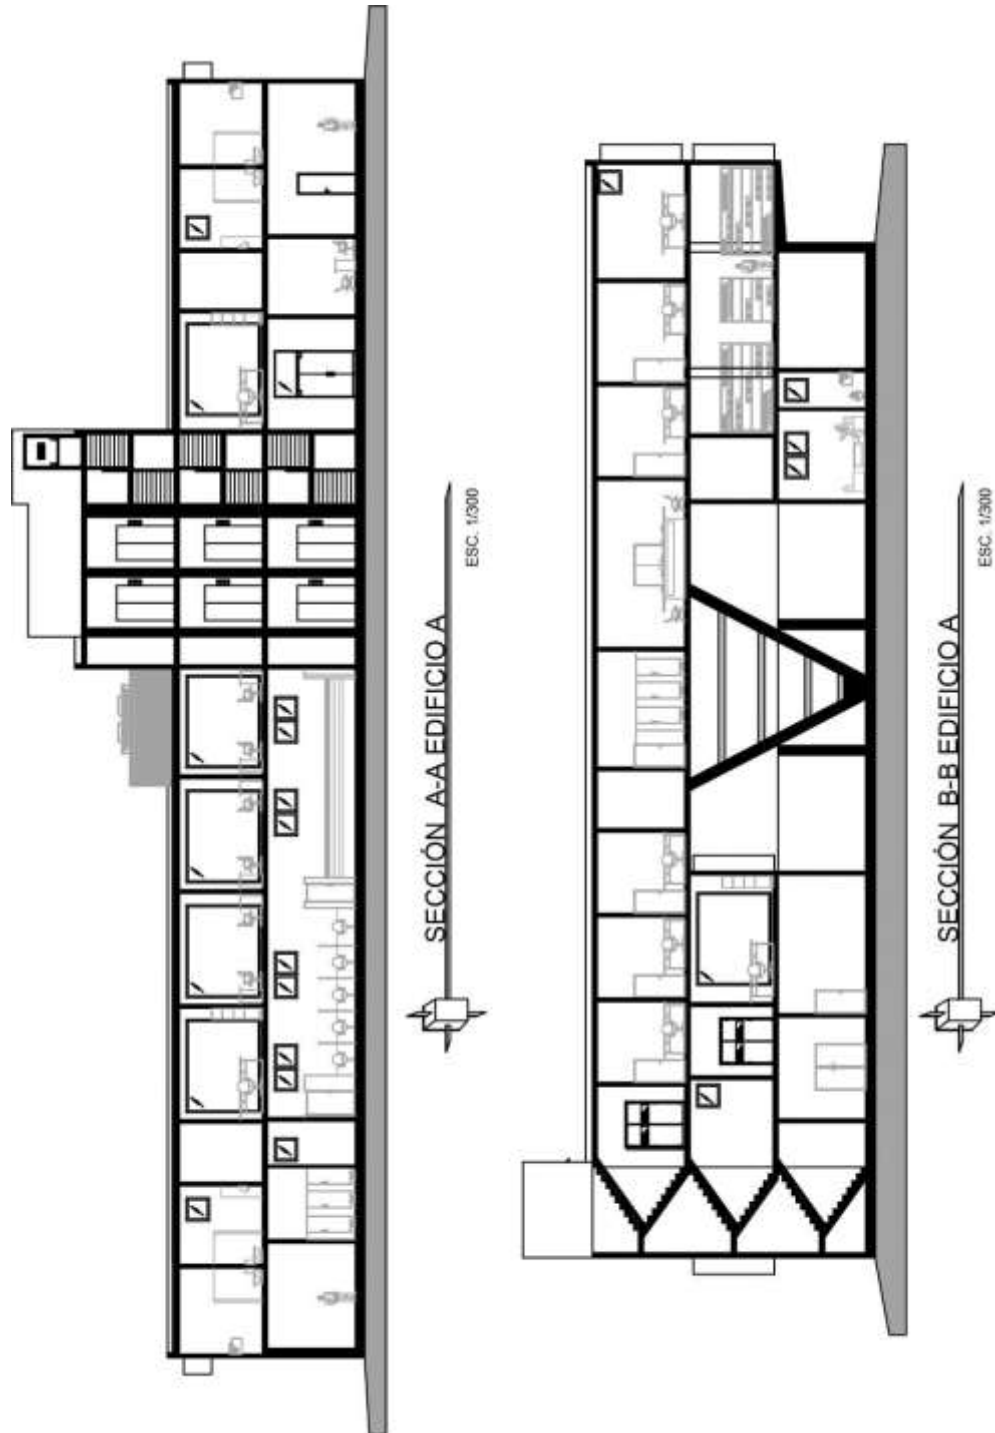 SECCIÓN A-A EDIFICIO A
ESC. 1/300
SECCIÓN B-B EDIFICIO A
ESC. 1/300